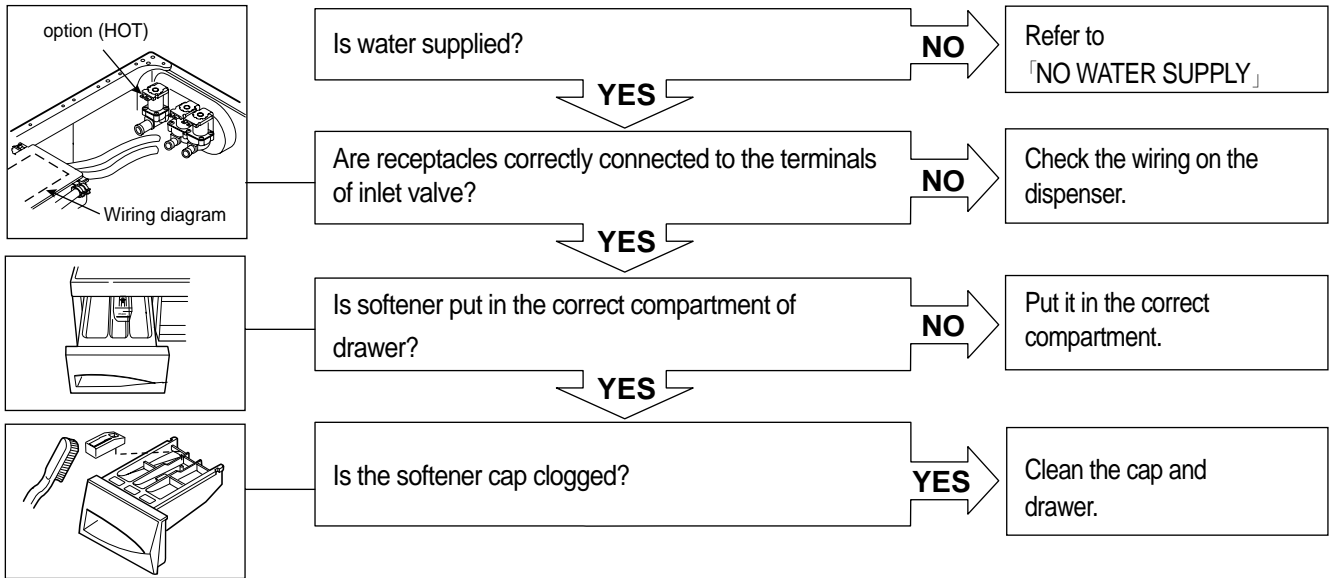 option (HOT)
Wiring diagram
Is water supplied?
NO
Refer to
「NO WATER SUPPLY」
YES
Are receptacles correctly connected to the terminals
of inlet valve?
NO
Check the wiring on the
dispenser.
YES
Is softener put in the correct compartment of
drawer?
NO
Put it in the correct
compartment.
YES
Is the softener cap clogged?
YES
Clean the cap and
drawer.